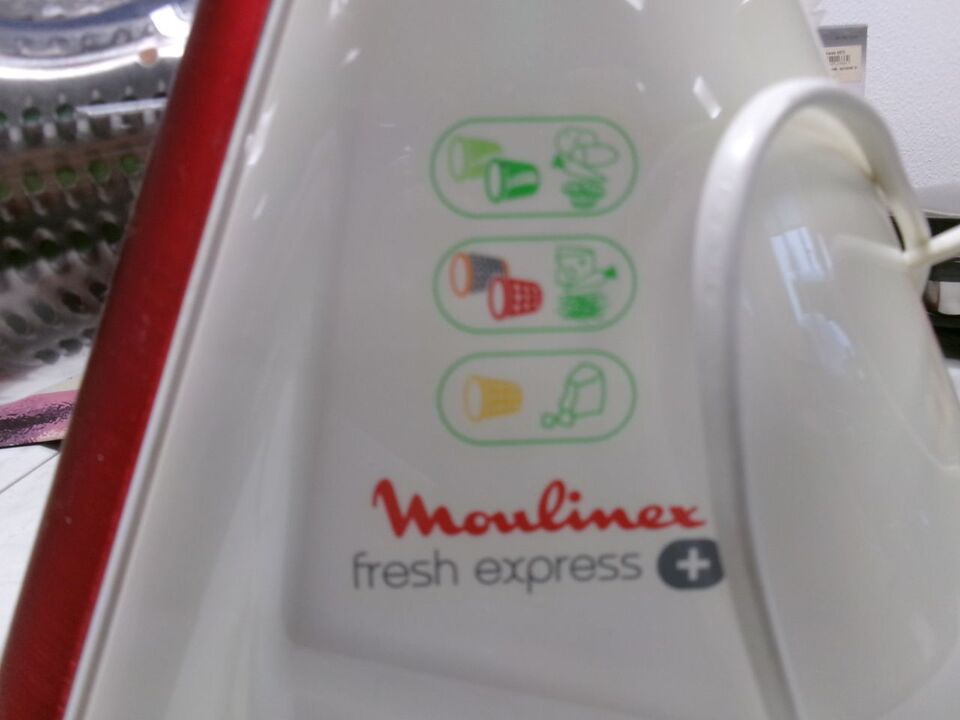 Moulinex
fresh express +